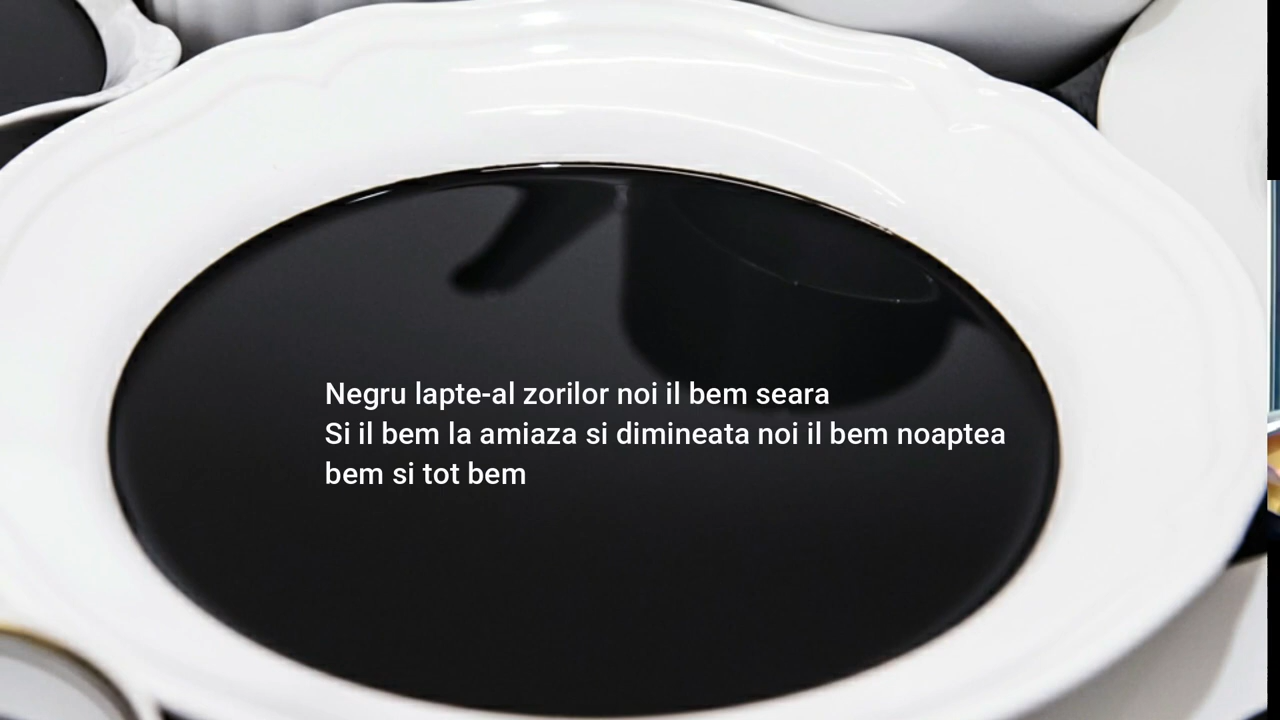 Negru lapte-al zorilor noi il bem seara
Si il bem la amiaza si dimineata noi il bem noaptea
bem si tot bem